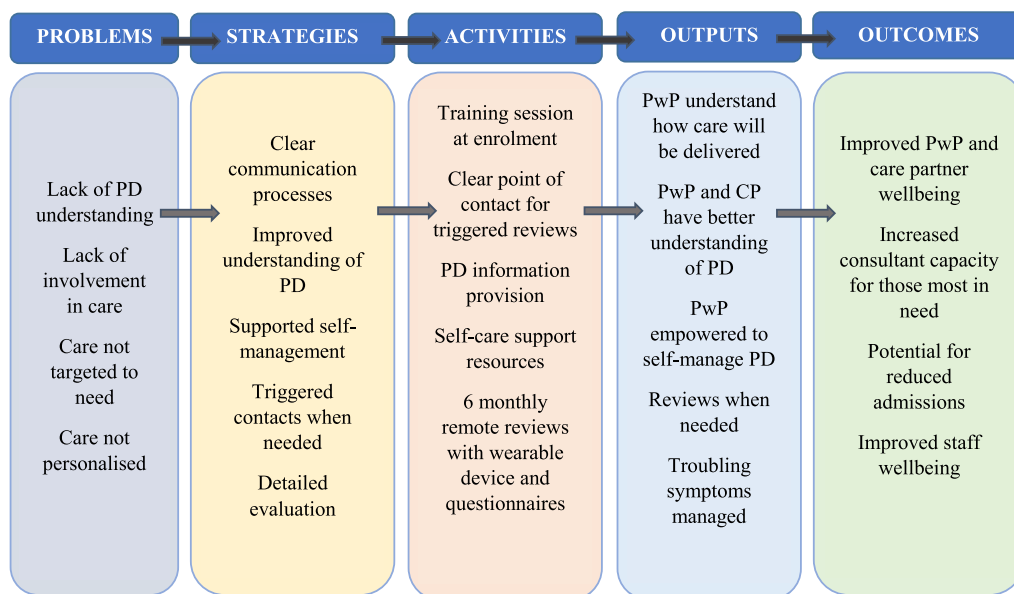 PROBLEMS
STRATEGIES
ACTIVITIES
OUTPUTS
OUTCOMES
Lack of PD
understanding
Lack of
involvement
in care
Care not
targeted to
need
Care not
personalised
Clear
communication
processes
Improved
understanding of
PD
Supported self-
management
Triggered
contacts when
needed
Detailed
evaluation
Training session
at enrolment
Clear point of
contact for
triggered reviews
PD information
provision
Self-care support
resources
6 monthly
remote reviews
with wearable
device and
questionnaires
PwP understand
how care will
be delivered
PwP and CP
have better
understanding
of PD
PwP
empowered to
self-manage PD
Reviews when
needed
Troubling
symptoms
managed
Improved PwP and
care partner
wellbeing
Increased
consultant capacity
for those most in
need
Potential for
reduced
admissions
Improved staff
wellbeing